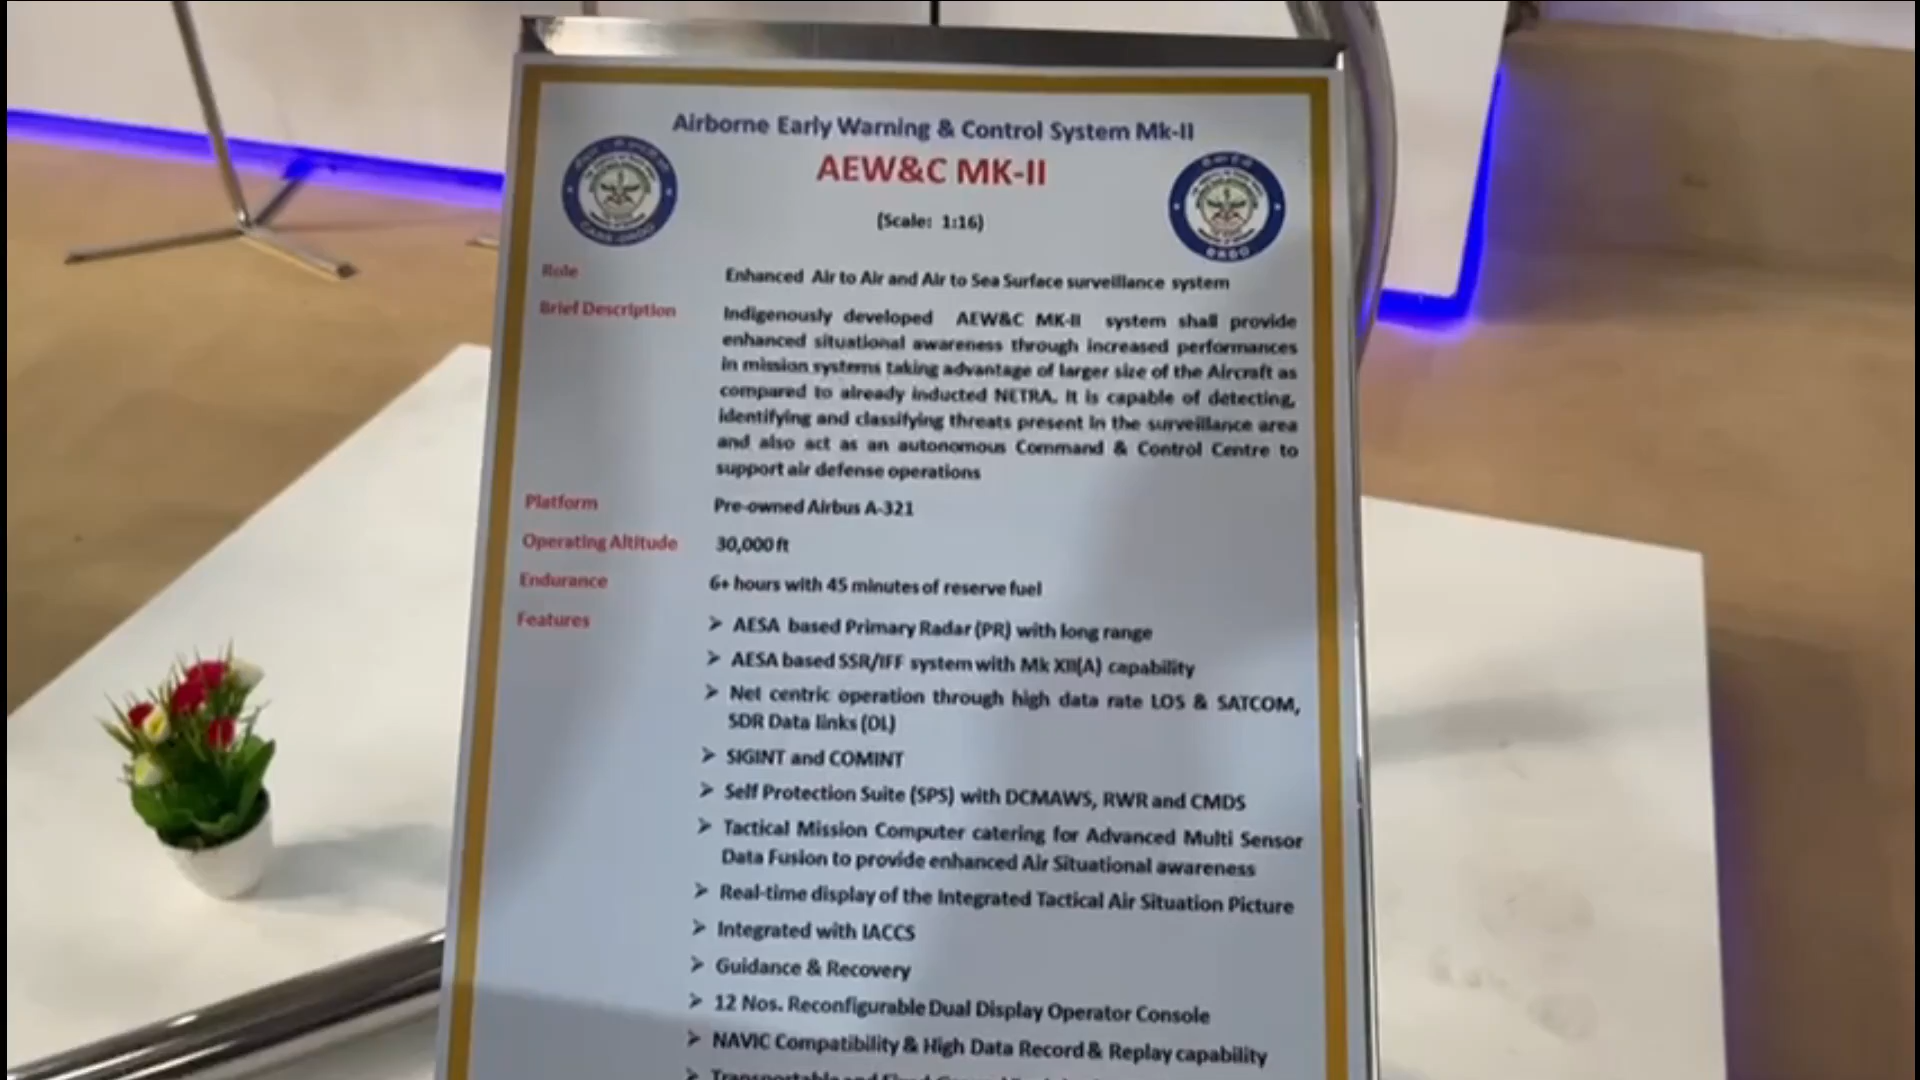 Airborne Early Warning & Control System Mk-II
AEW&C MK-II
(Scale: 1:16)
CABS-DRDO
DRDO
Role
Enhanced Air to Air and Air to Sea Surface surveillance system
Brief Description
Indigenously developed AEW&C MK-II system shall provide
enhanced situational awareness through increased performances
in mission systems taking advantage of larger size of the Aircraft as
compared to already inducted NETRA. It is capable of detecting,
identifying and classifying threats present in the surveillance area
and also act as an autonomous Command & Control Centre to
support air defense operations
Platform
Pre-owned Airbus A-321
Operating Altitude
30,000 ft
Endurance
6+ hours with 45 minutes of reserve fuel
Features
➢ AESA based Primary Radar (PR) with long range
➢ AESA based SSR/IFF system with Mk XII(A) capability
➢ Net centric operation through high data rate LOS & SATCOM,
SDR Data links (DL)
➢ SIGINT and COMINT
➢ Self Protection Suite (SPS) with DCMAWS, RWR and CMDS
➢ Tactical Mission Computer catering for Advanced Multi Sensor
Data Fusion to provide enhanced Air Situational awareness
➢ Real-time display of the Integrated Tactical Air Situation Picture
➢ Integrated with IACCS
➢ Guidance & Recovery
➢ 12 Nos. Reconfigurable Dual Display Operator Console
➢ NAVIC Compatibility & High Data Record & Replay capability